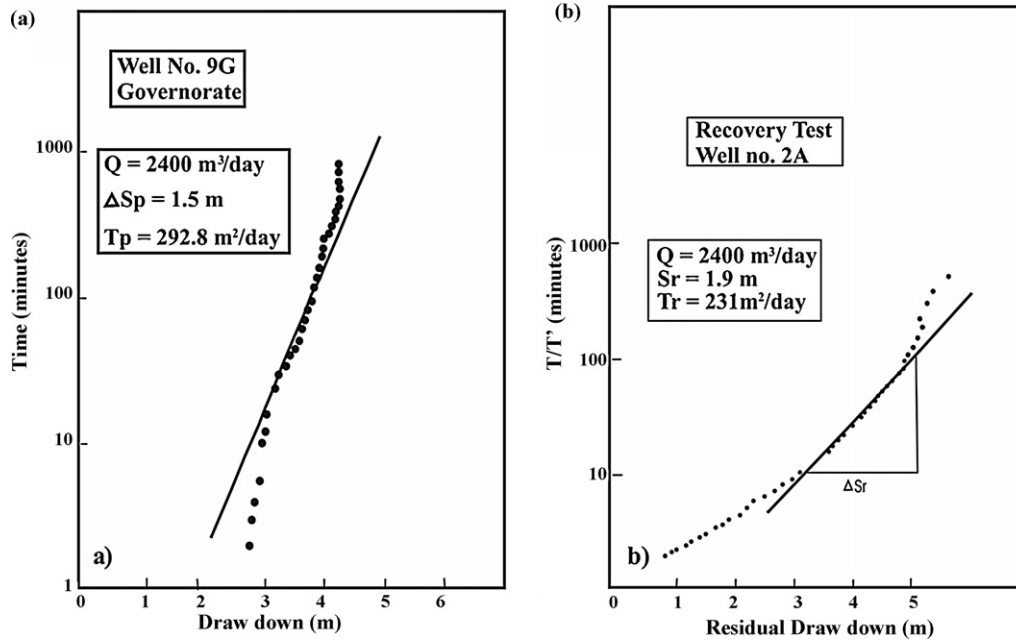 (a)
Well No. 9G
Governorate
Q = 2400 m³/day
ΔSp = 1.5 m
Tp = 292.8 m²/day
Time (minutes)
1000
100
10
1
a)
0 1 2 3 4 5 6
Draw down (m)
(b)
Recovery Test
Well no. 2A
Q = 2400 m³/day
Sr = 1.9 m
Tr = 231m²/day
T/T’ (minutes)
1000
100
10
ΔSr
b)
0 1 2 3 4 5
Residual Draw down (m)